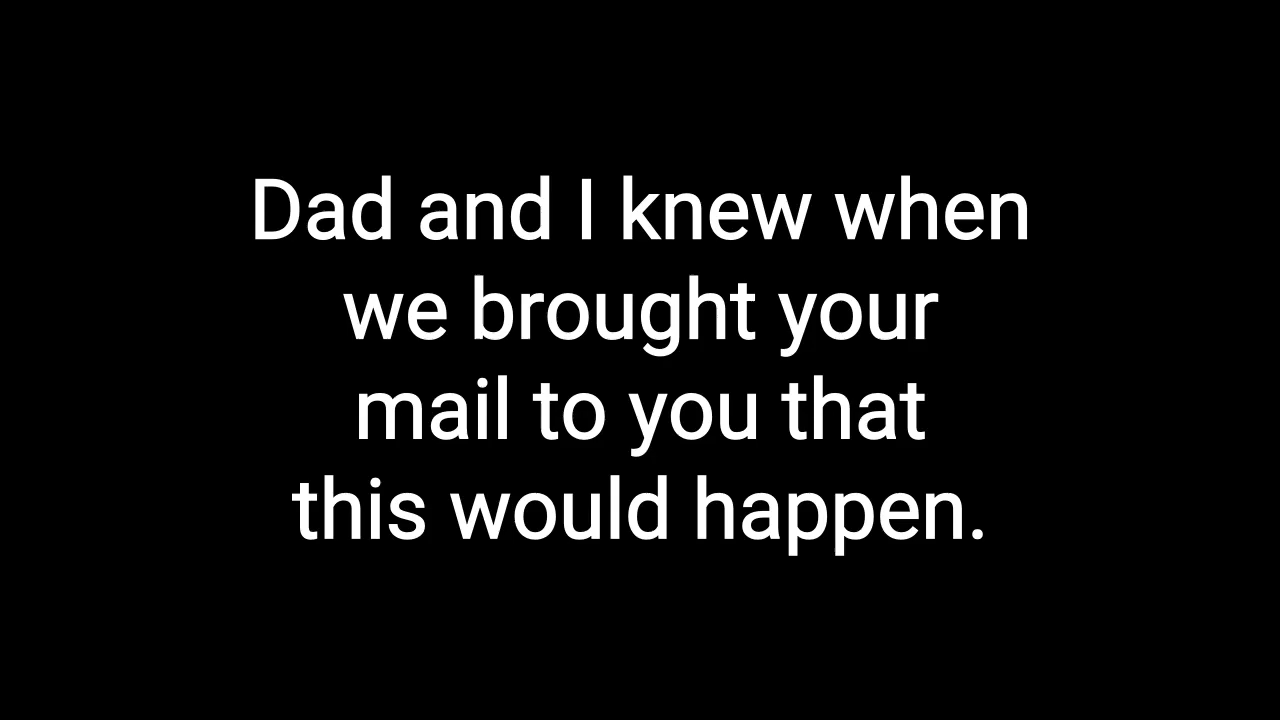 Dad and I knew when
we brought your
mail to you that
this would happen.